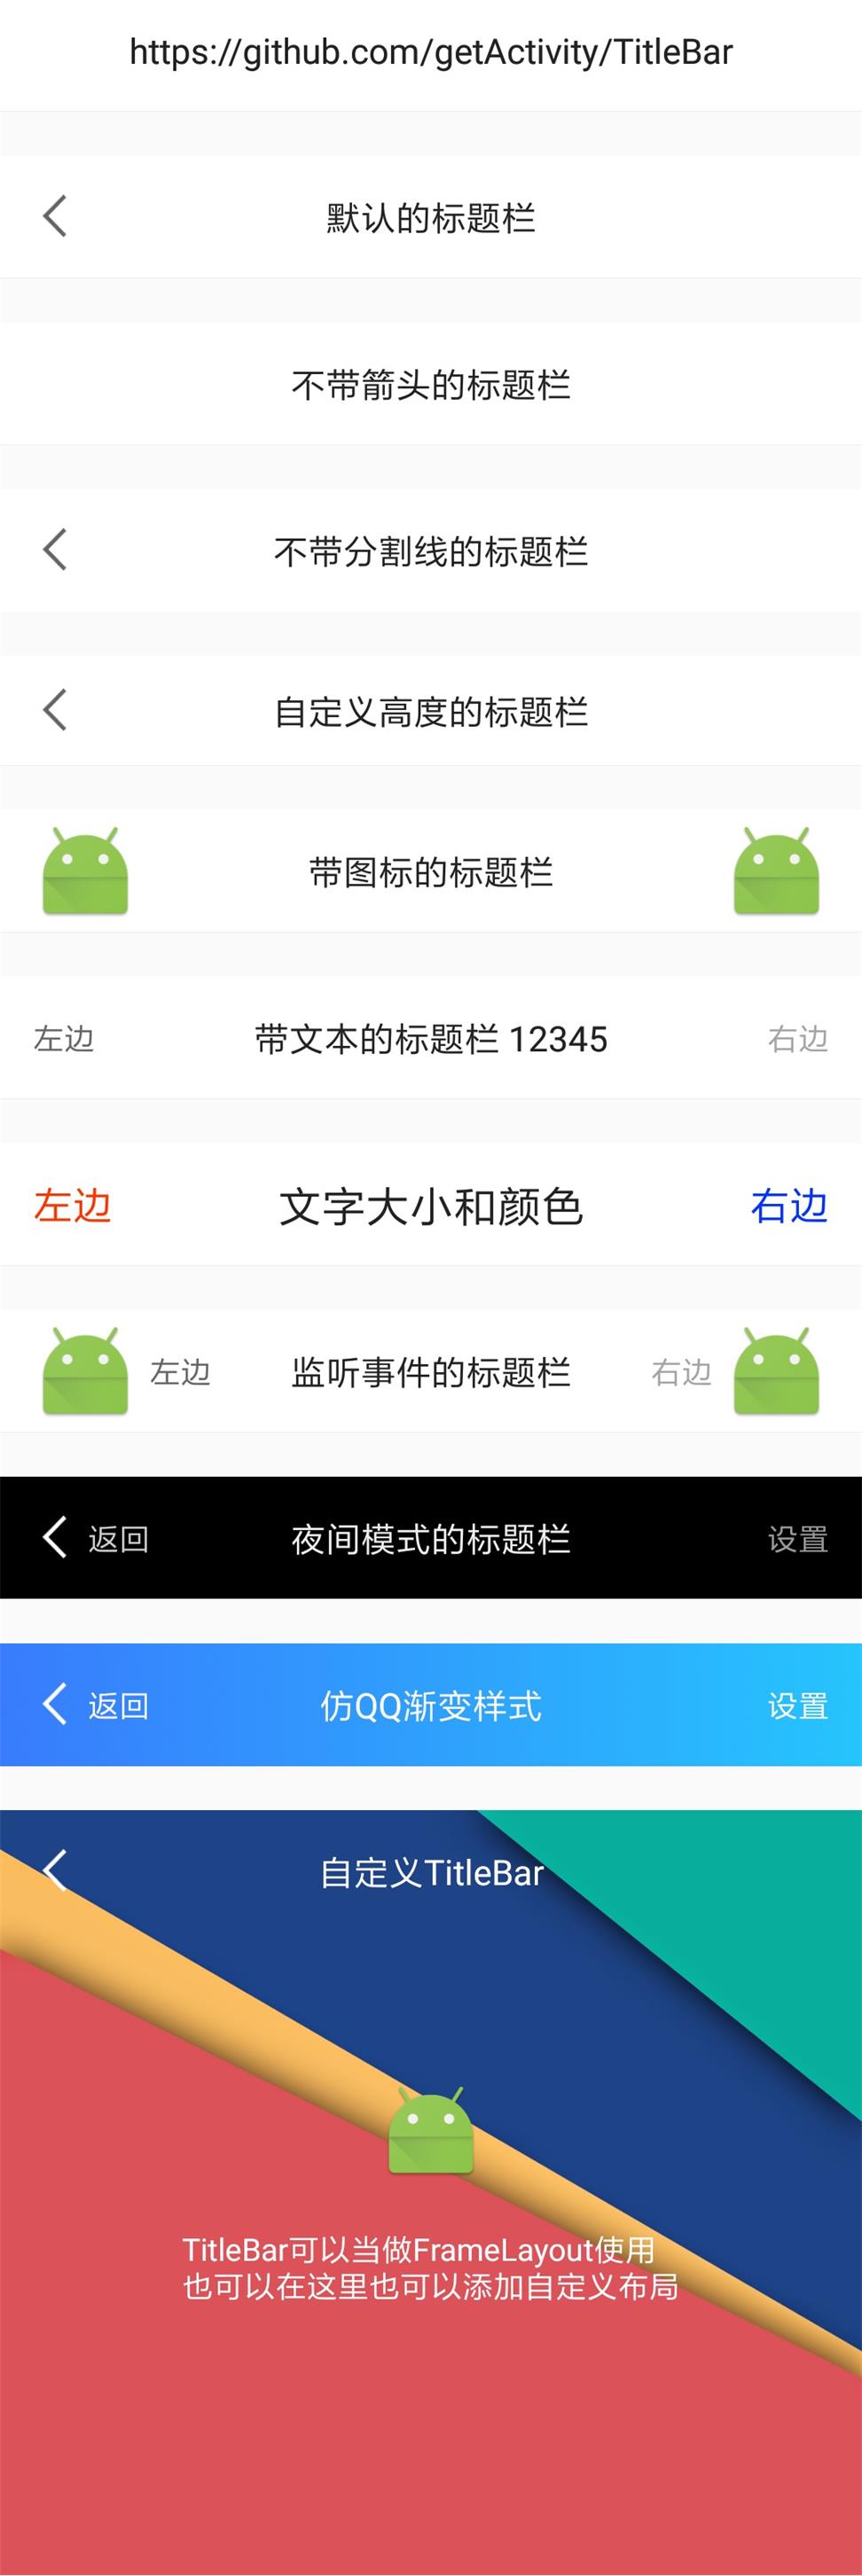 https://github.com/getActivity/TitleBar
默认的标题栏
不带箭头的标题栏
不带分割线的标题栏
自定义高度的标题栏
带图标的标题栏
左边 带文本的标题栏 12345 右边
左边 文字大小和颜色 右边
左边 监听事件的标题栏 右边
返回 夜间模式的标题栏 设置
返回 仿QQ渐变样式 设置
自定义TitleBar
TitleBar可以当做FrameLayout使用
也可以在这里也可以添加自定义布局